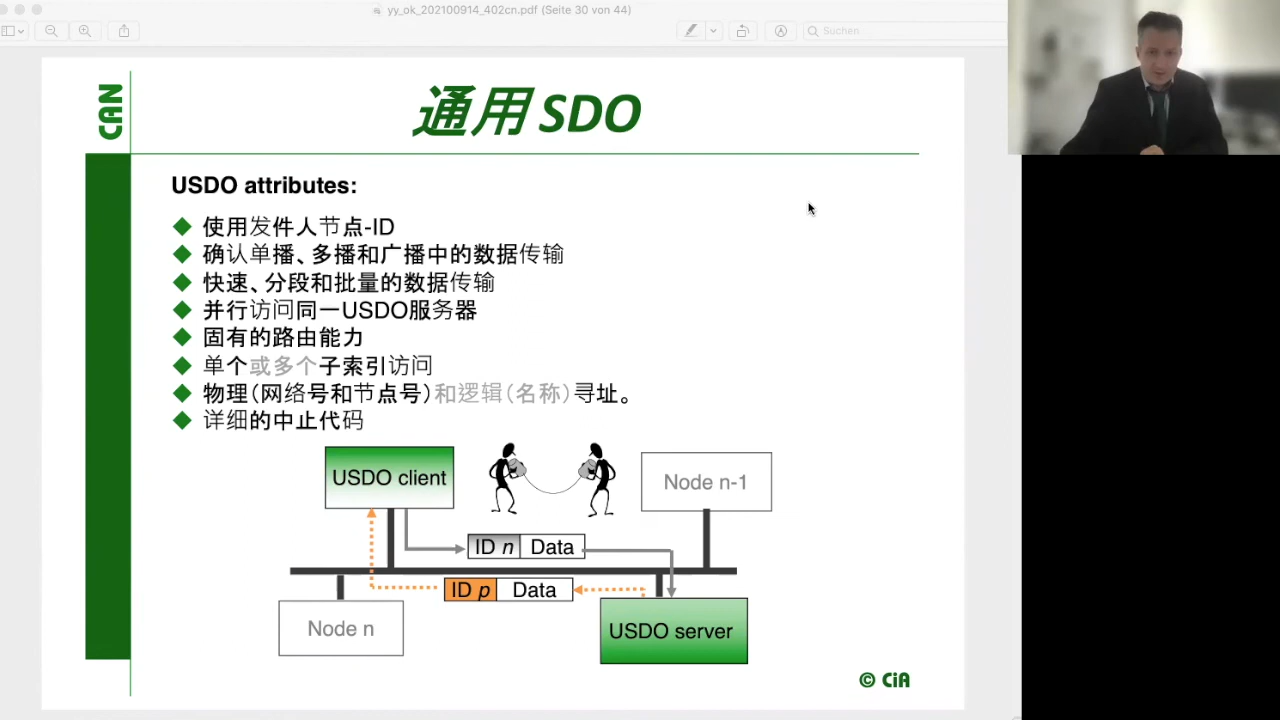 yy_ok_202100914_402cn.pdf (Seite 30 von 44)
Suchen
CAN
通用 SDO
USDO attributes:
使用发件人节点-ID
确认单播、多播和广播中的数据传输
快速、分段和批量的数据传输
并行访问同一USDO服务器
固有的路由能力
单个或多个子索引访问
物理（网络号和节点号）和逻辑（名称）寻址。
详细的中止代码
USDO client
Node n-1
ID n Data
ID p Data
Node n
USDO server
© CiA